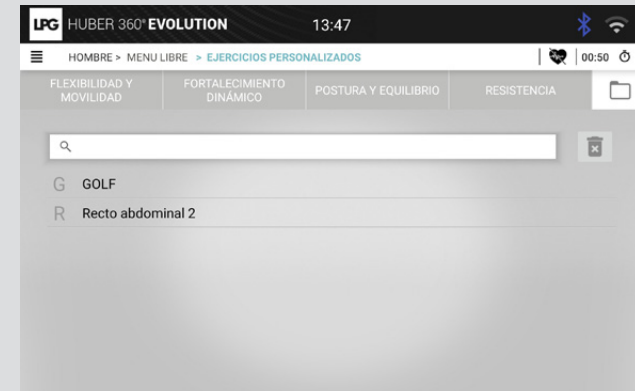 LPG HUBER 360° EVOLUTION 13:47
HOMBRE > MENU LIBRE > EJERCICIOS PERSONALIZADOS 00:50
FLEXIBILIDAD Y
MOVILIDAD
FORTALECIMIENTO
DINÁMICO
POSTURA Y EQUILIBRIO
RESISTENCIA
G GOLF
R Recto abdominal 2